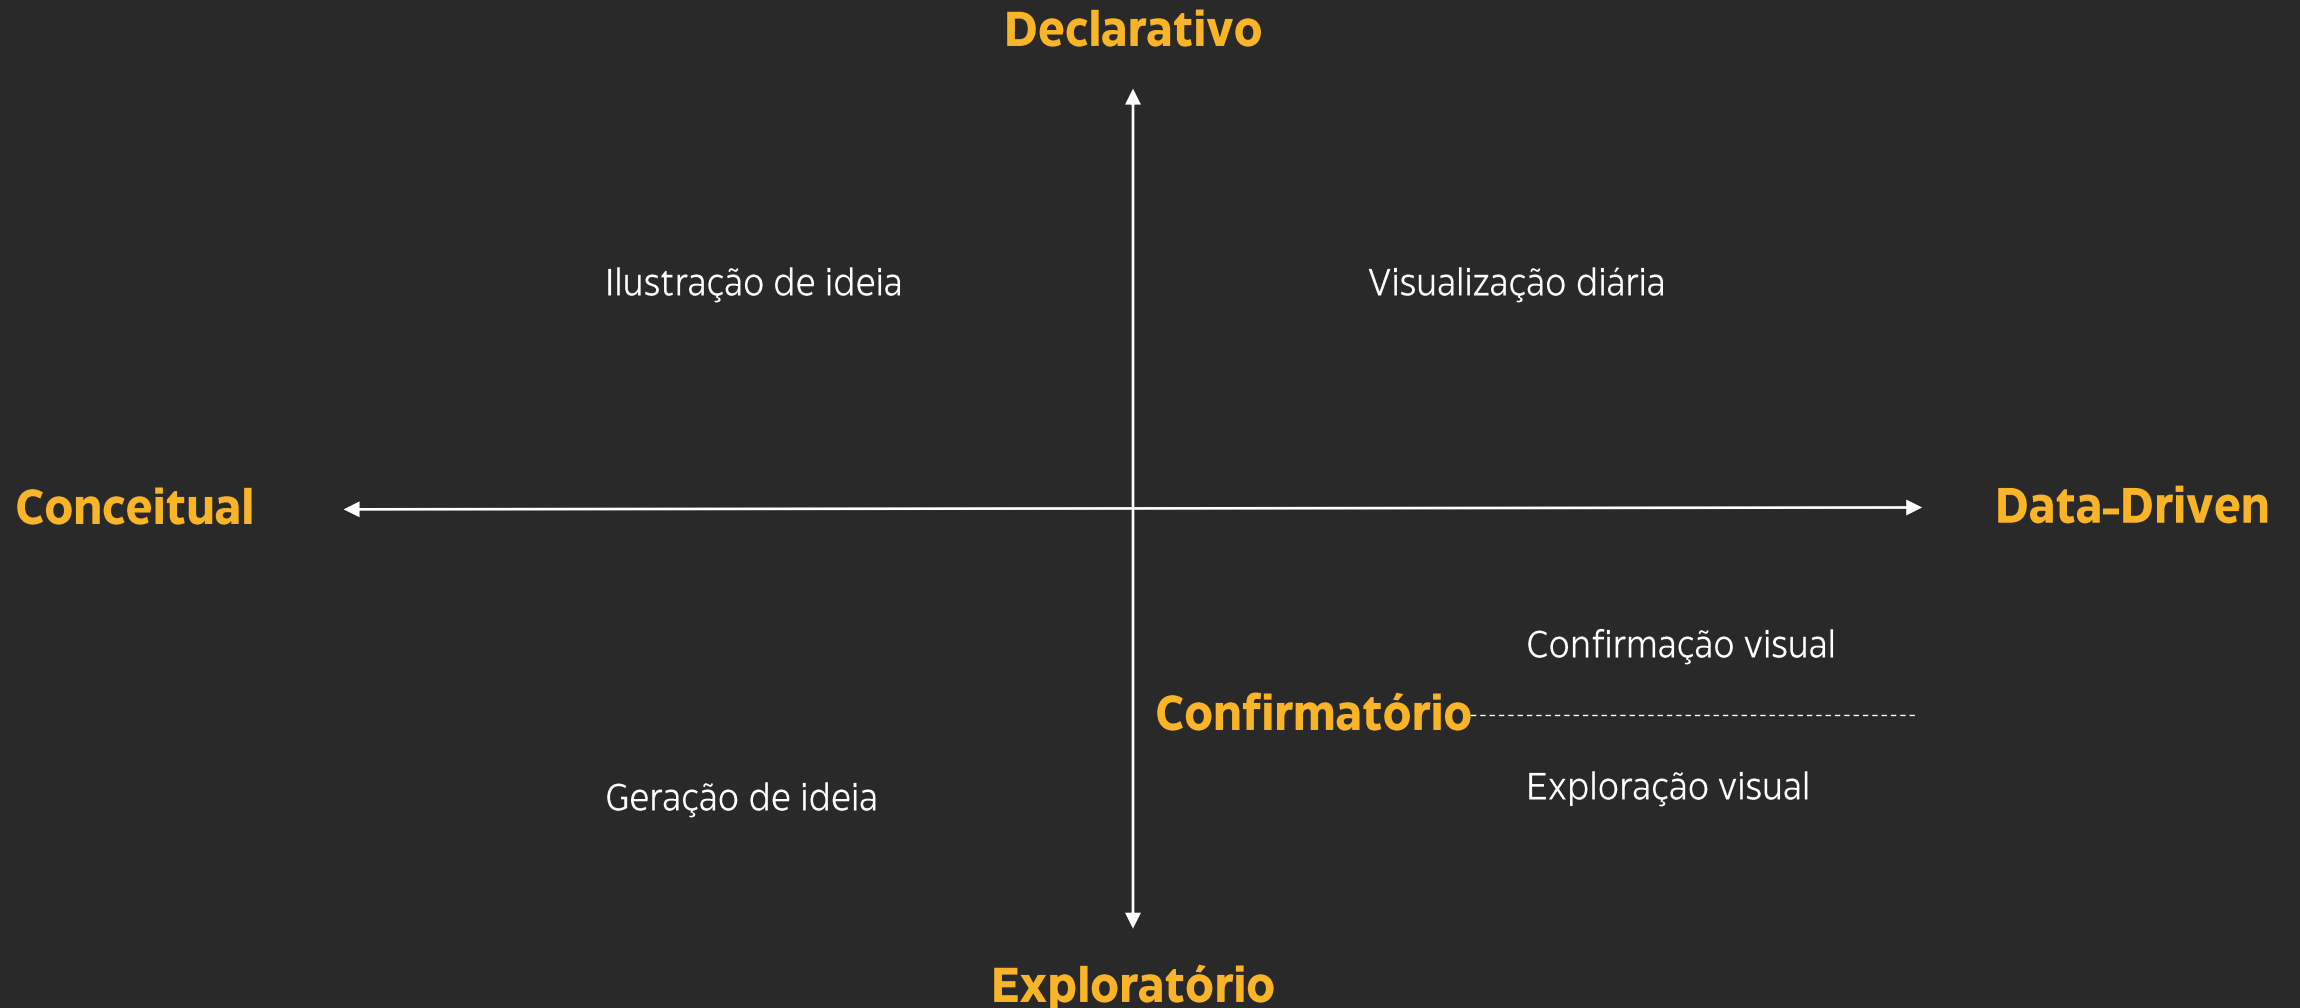 Declarativo
Ilustração de ideia
Visualização diária
Conceitual
Data-Driven
Confirmação visual
Confirmatório
Exploração visual
Geração de ideia
Exploratório